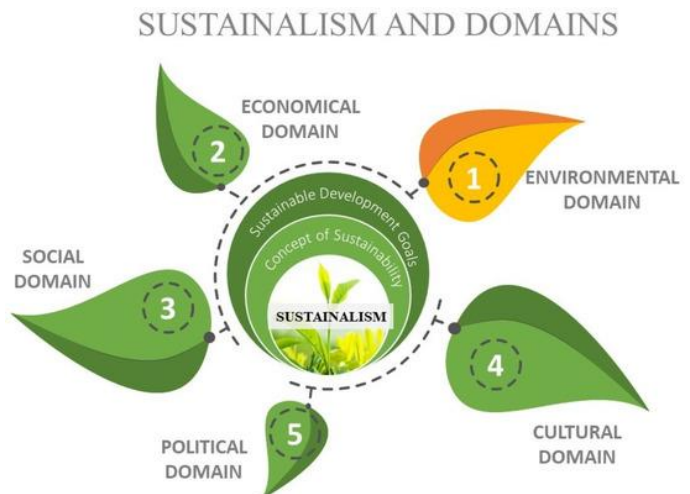 SUSTAINALISM AND DOMAINS
1
ENVIRONMENTAL
DOMAIN
2
ECONOMICAL
DOMAIN
3
SOCIAL
DOMAIN
4
CULTURAL
DOMAIN
5
POLITICAL
DOMAIN
Sustainable Development Goals
Concept of Sustainability
SUSTAINALISM